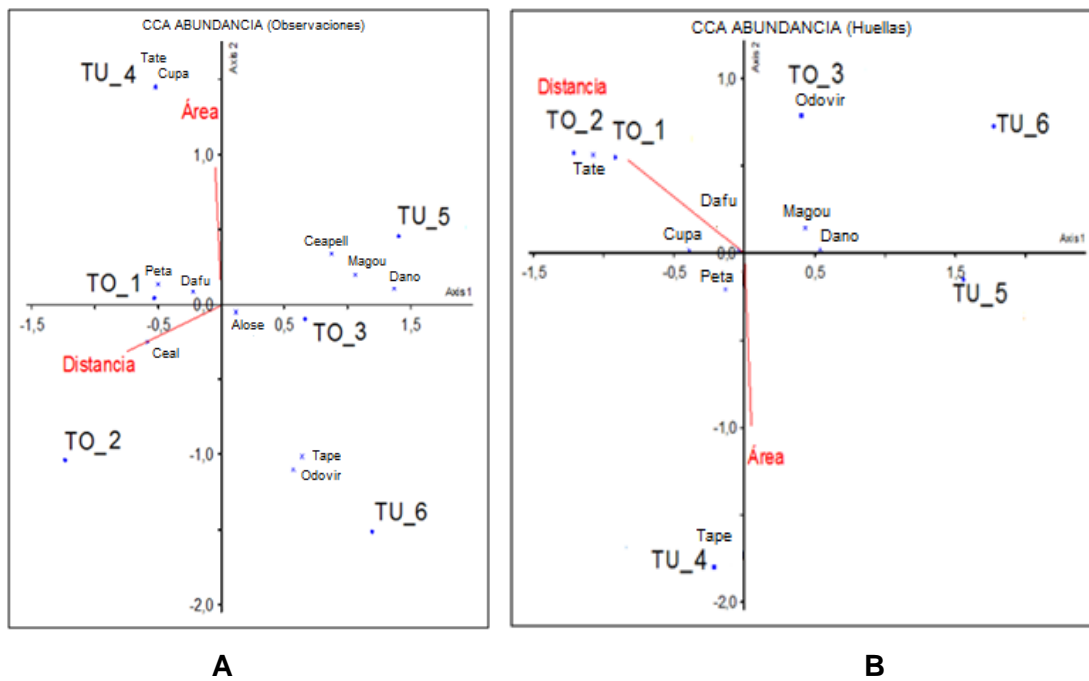 CCA ABUNDANCIA (Observaciones)
Axis 2
Tate
TU_4
Cupa
Área
1,0
TU_5
Ceapell
Magou
Peta
Dano
TO_1
Dafu
Axis1
0,0
-1,5
-0,5
0,5
1,5
Alose
TO_3
Ceal
Distancia
TO_2
-1,0
Tape
Odovir
TU_6
-2,0
A
CCA ABUNDANCIA (Huellas)
Axis 2
1,0
TO_3
Distancia
Odovir
TO_2
TO_1
TU_6
Tate
Dafu
Magou
Cupa
Dano
Axis1
0,0
-1,5
-0,5
0,5
1,5
Peta
TU_5
-1,0
Área
Tape
TU_4
-2,0
B